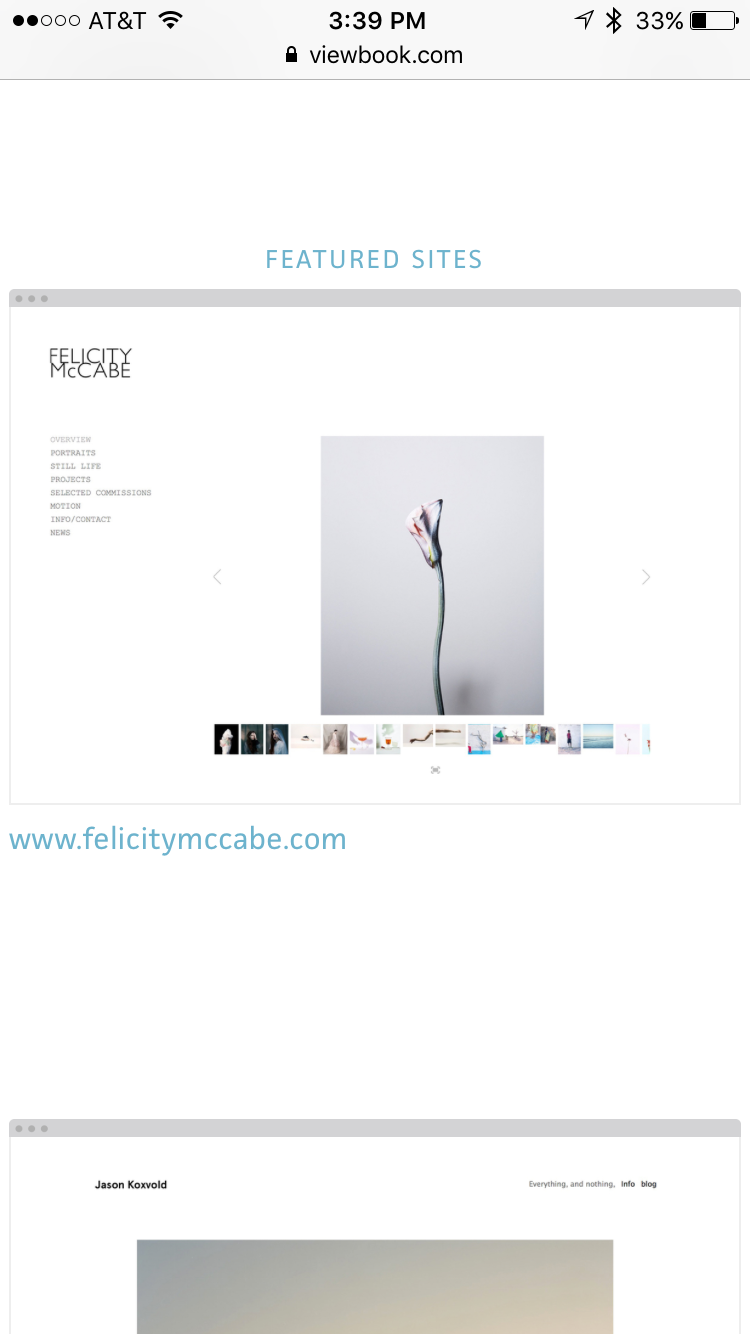 AT&T 3:39 PM 33%
viewbook.com
FEATURED SITES
FELICITY
McCABE
OVERVIEW
PORTRAITS
STILL LIFE
PROJECTS
SELECTED COMMISSIONS
MOTION
INFO/CONTACT
NEWS
www.felicitymccabe.com
Jason Koxvold Everything, and nothing, info blog